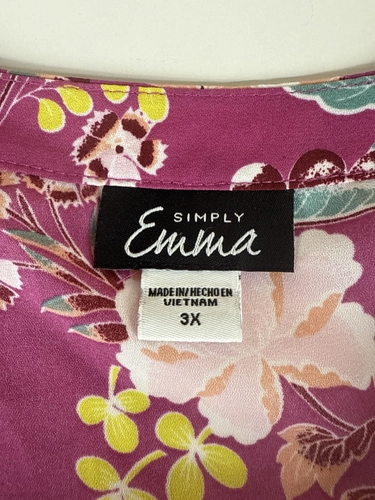 SIMPLY
Emma
MADE IN/HECHO EN
VIETNAM
3X